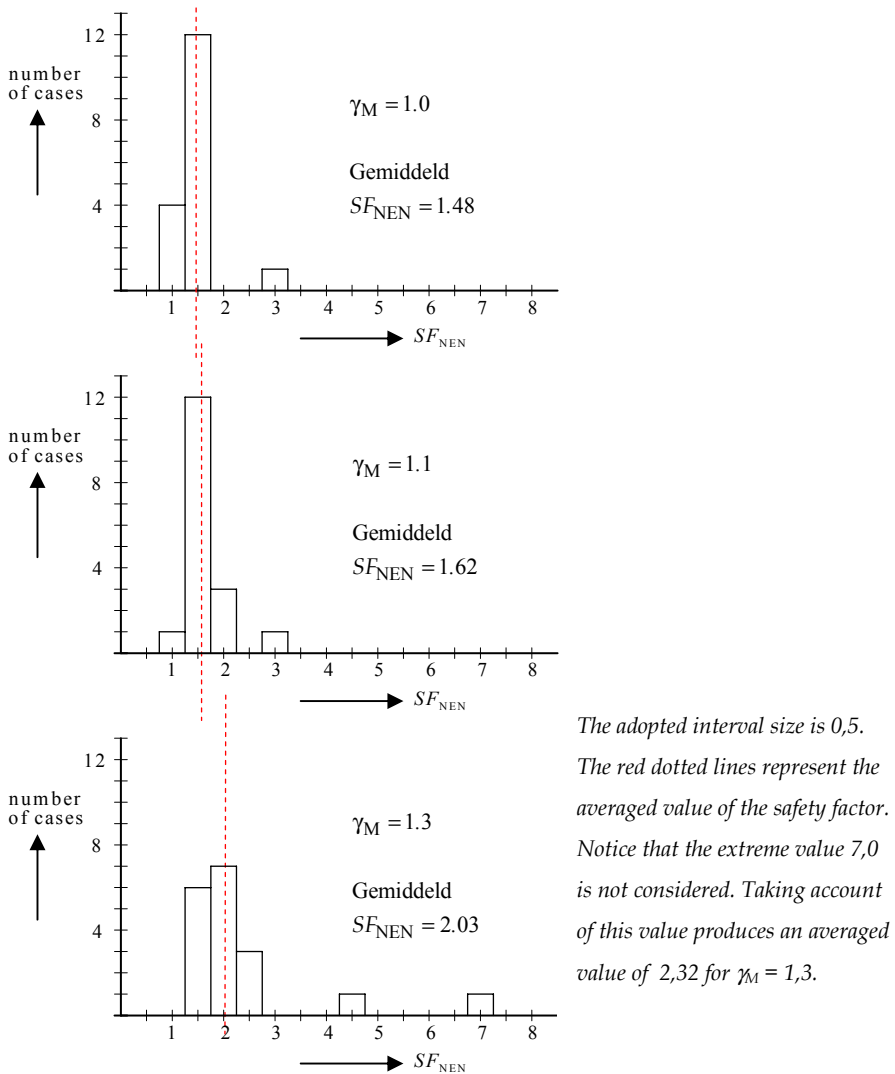 12
number
of cases
8
4
γM = 1.0
Gemiddeld
SFNEN = 1.48
1 2 3 4 5 6 7 8
SFNEN
12
number
of cases
8
4
γM = 1.1
Gemiddeld
SFNEN = 1.62
1 2 3 4 5 6 7 8
SFNEN
12
number
of cases
8
4
γM = 1.3
Gemiddeld
SFNEN = 2.03
1 2 3 4 5 6 7 8
SFNEN
The adopted interval size is 0,5.
The red dotted lines represent the
averaged value of the safety factor.
Notice that the extreme value 7,0
is not considered. Taking account
of this value produces an averaged
value of 2,32 for γM = 1,3.